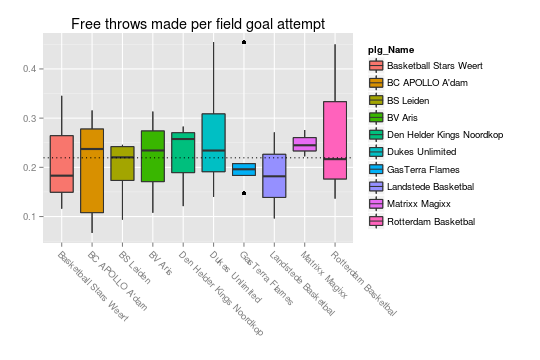 Free throws made per field goal attempt
0.4
0.3
0.2
0.1
Basketball Stars Weert
BC APOLLO A'dam
BS Leiden
BV Aris
Den Helder Kings Noordkop
Dukes Unlimited
GasTerra Flames
Landstede Basketbal
Matrixx Magixx
Rotterdam Basketbal
plg_Name
Basketball Stars Weert
BC APOLLO A'dam
BS Leiden
BV Aris
Den Helder Kings Noordkop
Dukes Unlimited
GasTerra Flames
Landstede Basketbal
Matrixx Magixx
Rotterdam Basketbal